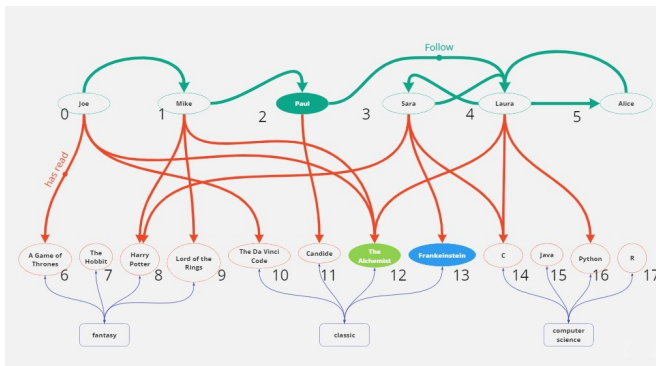 Follow
Joe
Mike
Paul
Sara
Laura
Alice
0
1
2
3
4
5
has read
A Game of
Thrones
The
Hobbit
Harry
Potter
Lord of the
Rings
The Da Vinci
Code
Candide
The
Alchemist
Frankeinstein
C
Java
Python
R
6
7
8
9
10
11
12
13
14
15
16
17
fantasy
classic
computer
science